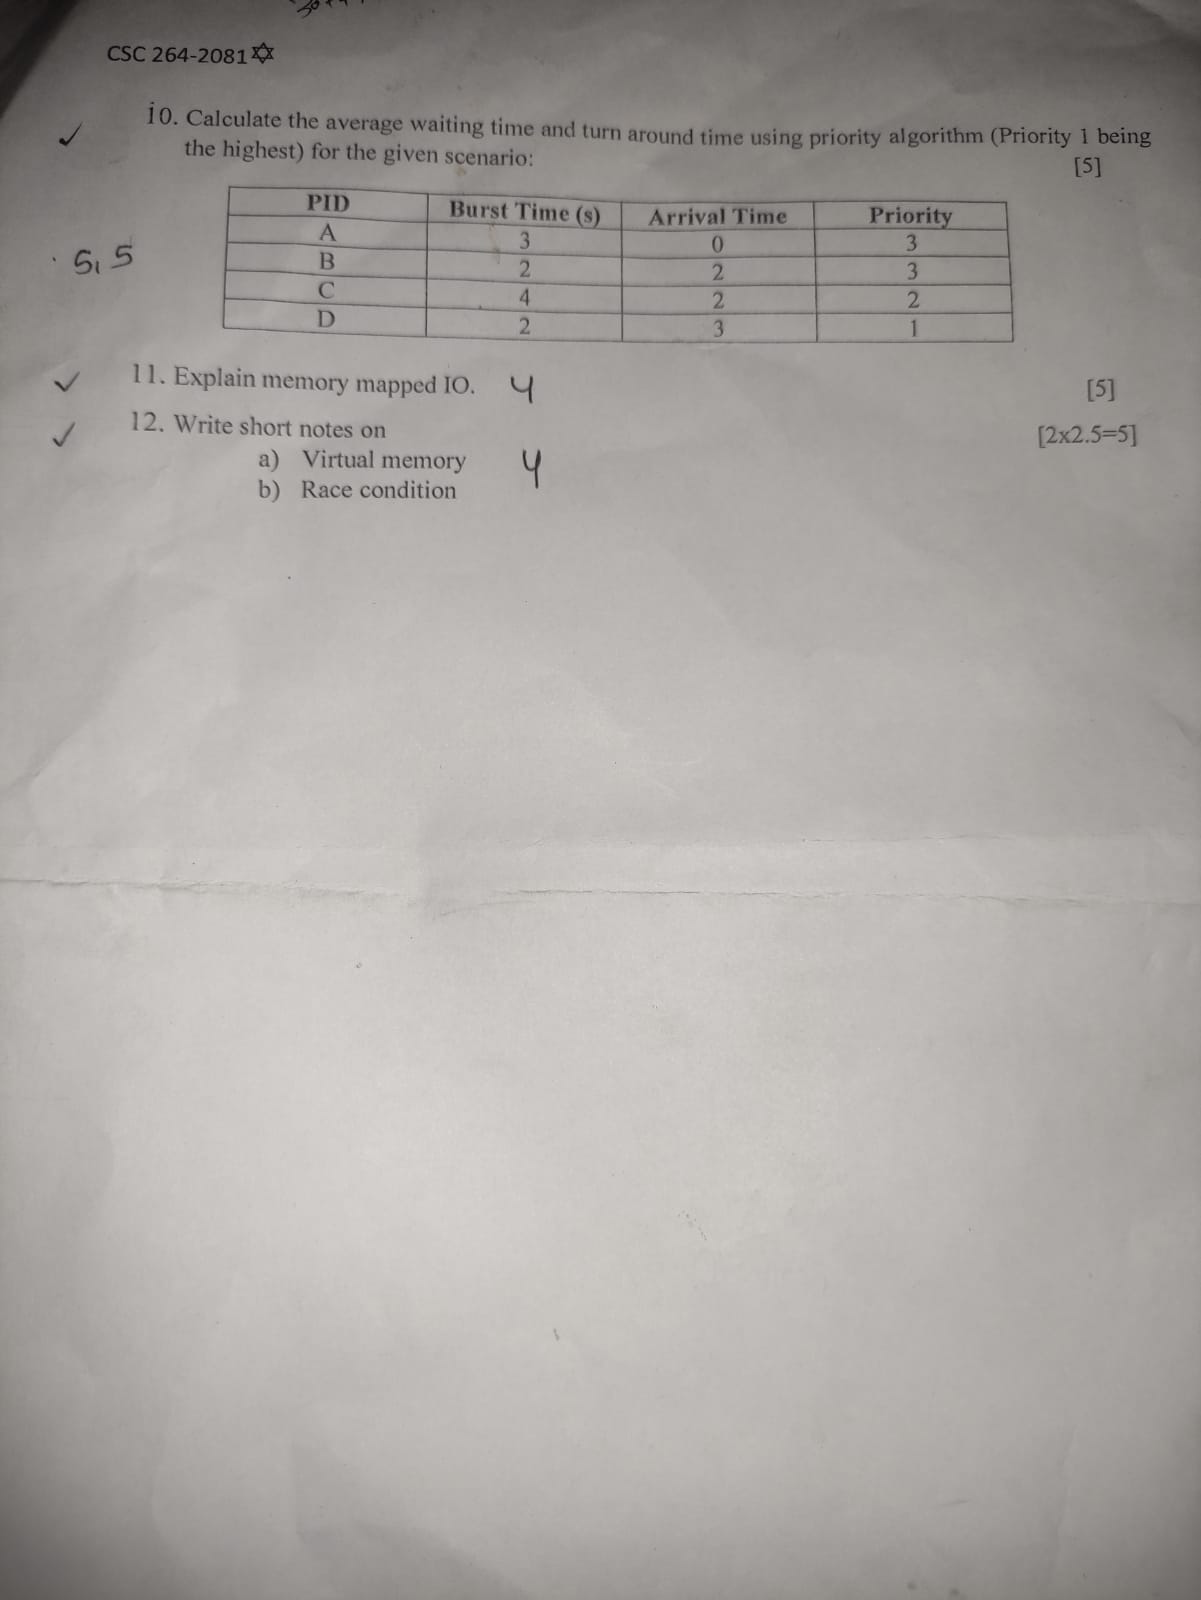 CSC 264-2081
10. Calculate the average waiting time and turn around time using priority algorithm (Priority 1 being
the highest) for the given scenario:
[5]
PID Burst Time (s) Arrival Time Priority
A 3 0 3
B 2 2 3
C 4 2 2
D 2 3 1
5, 5
11. Explain memory mapped IO. 4 [5]
12. Write short notes on [2x2.5=5]
a) Virtual memory 4
b) Race condition